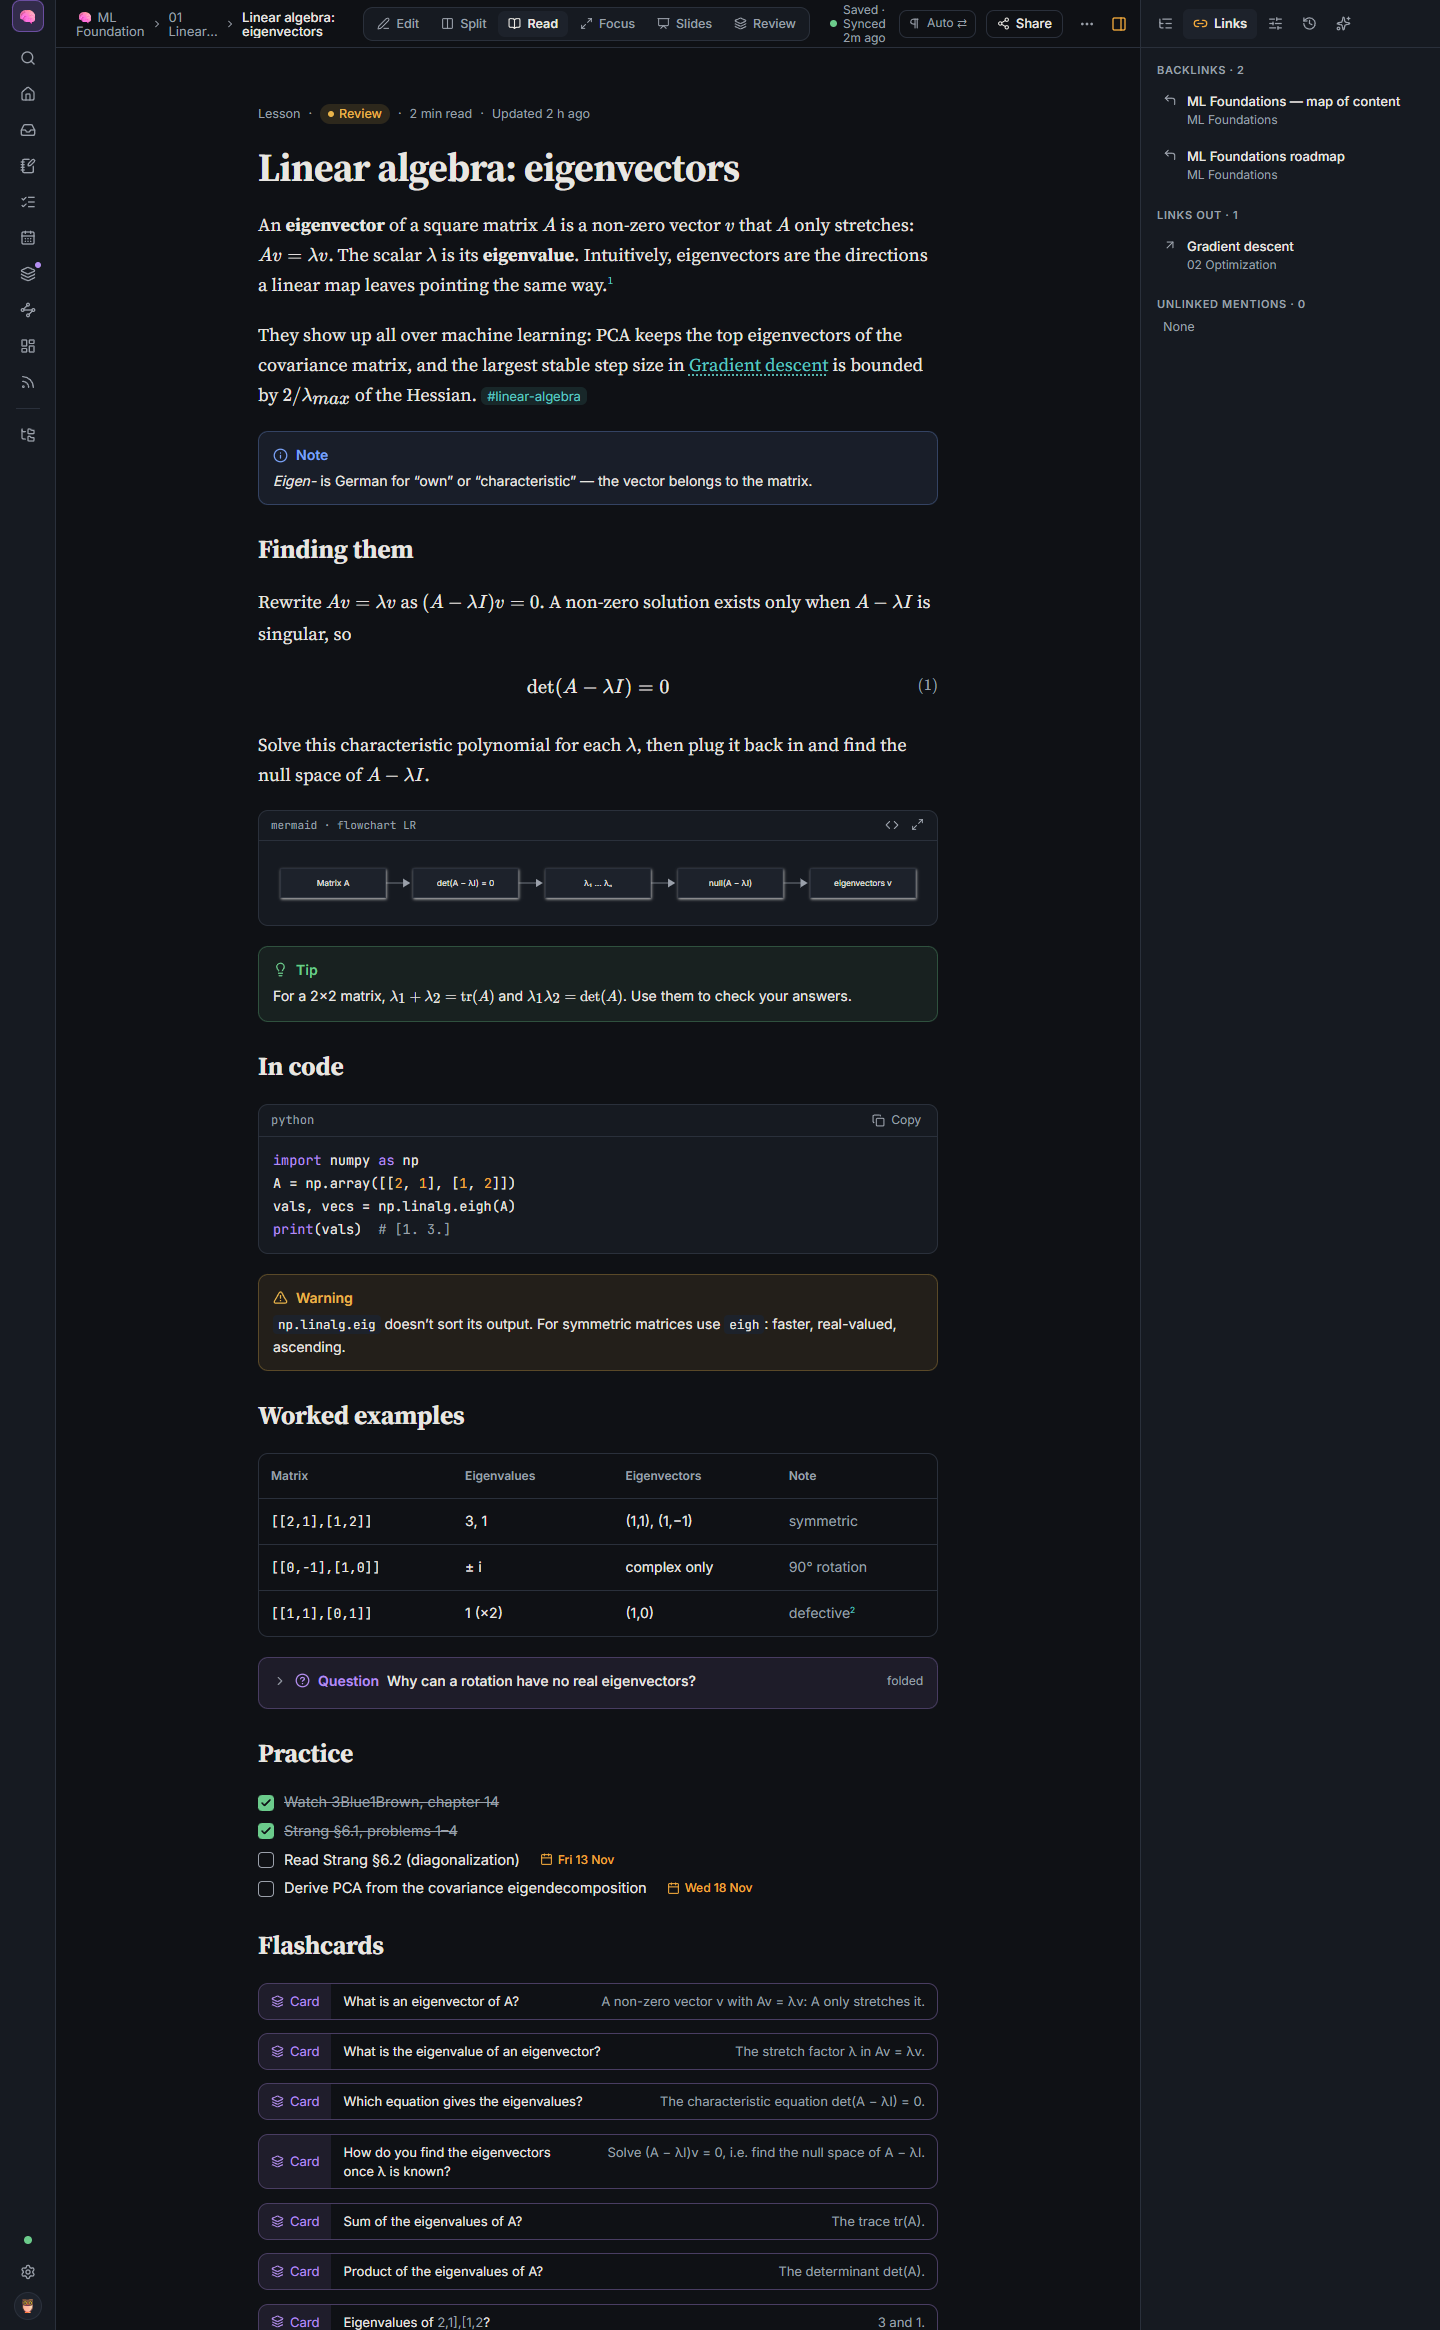 ML Foundation
01 Linear...
Linear algebra: eigenvectors
Edit
Split
Read
Focus
Slides
Review
Saved · Synced 2m ago
Auto
Share
Links
Lesson · Review · 2 min read · Updated 2 h ago
Linear algebra: eigenvectors
An eigenvector of a square matrix A is a non-zero vector v that A only stretches:
Av = λv. The scalar λ is its eigenvalue. Intuitively, eigenvectors are the directions
a linear map leaves pointing the same way.1
They show up all over machine learning: PCA keeps the top eigenvectors of the
covariance matrix, and the largest stable step size in Gradient descent is bounded
by 2/λmax of the Hessian. #linear-algebra
Note
Eigen- is German for “own” or “characteristic” — the vector belongs to the matrix.
Finding them
Rewrite Av = λv as (A − λI)v = 0. A non-zero solution exists only when A − λI is
singular, so
det(A − λI) = 0 (1)
Solve this characteristic polynomial for each λ, then plug it back in and find the
null space of A − λI.
mermaid · flowchart LR
Matrix A
det(A − λI) = 0
λ₁ … λₙ
null(A − λI)
eigenvectors v
Tip
For a 2×2 matrix, λ1 + λ2 = tr(A) and λ1λ2 = det(A). Use them to check your answers.
In code
python
Copy
import numpy as np
A = np.array([[2, 1], [1, 2]])
vals, vecs = np.linalg.eigh(A)
print(vals)  # [1. 3.]
Warning
np.linalg.eig doesn’t sort its output. For symmetric matrices use eigh : faster, real-valued,
ascending.
Worked examples
Matrix Eigenvalues Eigenvectors Note
[[2,1],[1,2]] 3, 1 (1,1), (1,−1) symmetric
[[0,-1],[1,0]] ± i complex only 90° rotation
[[1,1],[0,1]] 1 (×2) (1,0) defective2
Question Why can a rotation have no real eigenvectors? folded
Practice
Watch 3Blue1Brown, chapter 14
Strang §6.1, problems 1–4
Read Strang §6.2 (diagonalization) Fri 13 Nov
Derive PCA from the covariance eigendecomposition Wed 18 Nov
Flashcards
Card What is an eigenvector of A? A non-zero vector v with Av = λv: A only stretches it.
Card What is the eigenvalue of an eigenvector? The stretch factor λ in Av = λv.
Card Which equation gives the eigenvalues? The characteristic equation det(A − λI) = 0.
Card How do you find the eigenvectors once λ is known? Solve (A − λI)v = 0, i.e. find the null space of A − λI.
Card Sum of the eigenvalues of A? The trace tr(A).
Card Product of the eigenvalues of A? The determinant det(A).
Card Eigenvalues of 2,1],[1,2? 3 and 1.
BACKLINKS · 2
ML Foundations — map of content
ML Foundations
ML Foundations roadmap
ML Foundations
LINKS OUT · 1
Gradient descent
02 Optimization
UNLINKED MENTIONS · 0
None